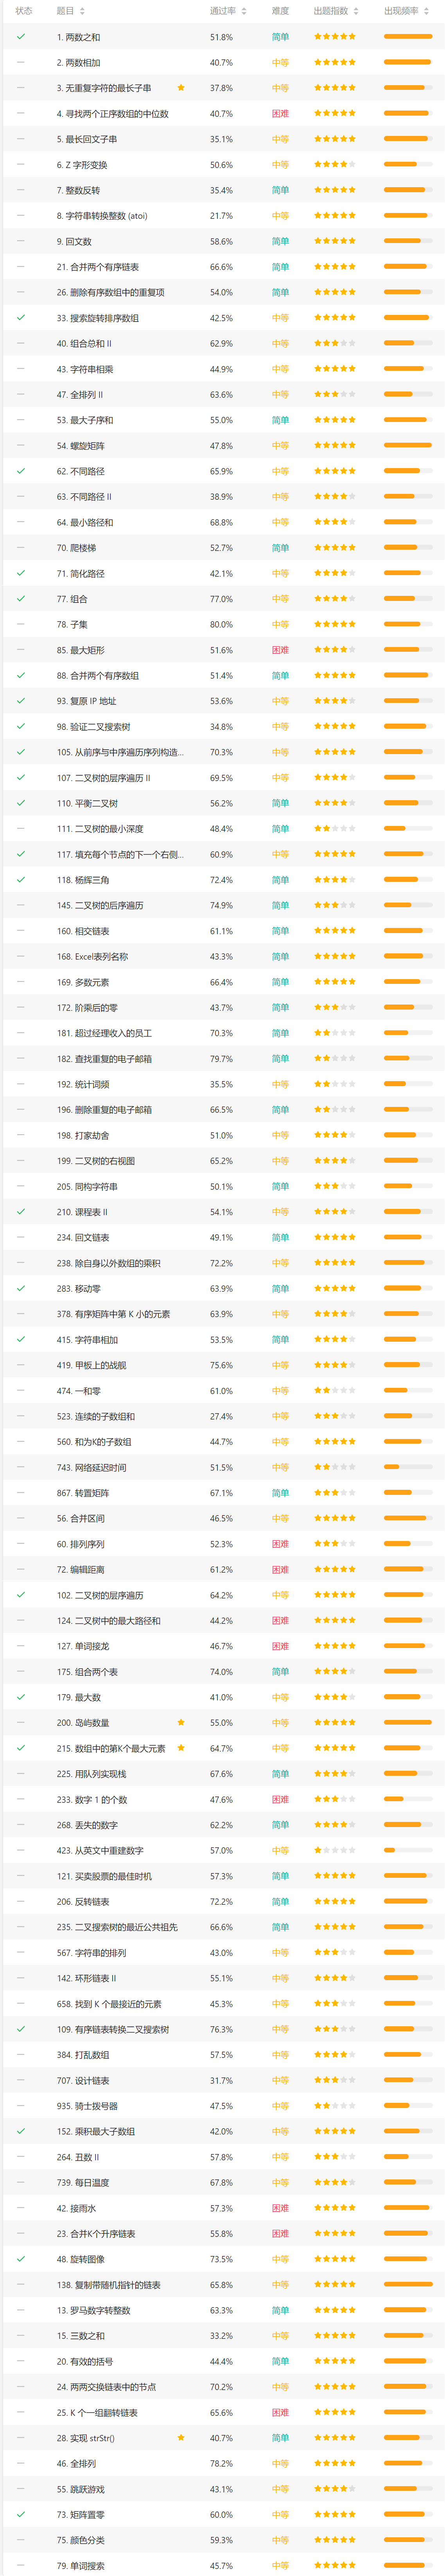 状态 题目 通过率 难度 出题指数 出现频率
1. 两数之和 51.8% 简单
2. 两数相加 40.7% 中等
3. 无重复字符的最长子串 37.8% 中等
4. 寻找两个正序数组的中位数 40.7% 困难
5. 最长回文子串 35.1% 中等
6. Z 字形变换 50.6% 中等
7. 整数反转 35.4% 简单
8. 字符串转换整数 (atoi) 21.7% 中等
9. 回文数 58.6% 简单
21. 合并两个有序链表 66.6% 简单
26. 删除有序数组中的重复项 54.0% 简单
33. 搜索旋转排序数组 42.5% 中等
40. 组合总和 II 62.9% 中等
43. 字符串相乘 44.9% 中等
47. 全排列 II 63.6% 中等
53. 最大子序和 55.0% 简单
54. 螺旋矩阵 47.8% 中等
62. 不同路径 65.9% 中等
63. 不同路径 II 38.9% 中等
64. 最小路径和 68.8% 中等
70. 爬楼梯 52.7% 简单
71. 简化路径 42.1% 中等
77. 组合 77.0% 中等
78. 子集 80.0% 中等
85. 最大矩形 51.6% 困难
88. 合并两个有序数组 51.4% 简单
93. 复原 IP 地址 53.6% 中等
98. 验证二叉搜索树 34.8% 中等
105. 从前序与中序遍历序列构造... 70.3% 中等
107. 二叉树的层序遍历 II 69.5% 中等
110. 平衡二叉树 56.2% 简单
111. 二叉树的最小深度 48.4% 简单
117. 填充每个节点的下一个右侧... 60.9% 中等
118. 杨辉三角 72.4% 简单
145. 二叉树的后序遍历 74.9% 简单
160. 相交链表 61.1% 简单
168. Excel表列名称 43.3% 简单
169. 多数元素 66.4% 简单
172. 阶乘后的零 43.7% 简单
181. 超过经理收入的员工 70.3% 简单
182. 查找重复的电子邮箱 79.7% 简单
192. 统计词频 35.5% 中等
196. 删除重复的电子邮箱 66.5% 简单
198. 打家劫舍 51.0% 中等
199. 二叉树的右视图 65.2% 中等
205. 同构字符串 50.1% 简单
210. 课程表 II 54.1% 中等
234. 回文链表 49.1% 简单
238. 除自身以外数组的乘积 72.2% 中等
283. 移动零 63.9% 简单
378. 有序矩阵中第 K 小的元素 63.9% 中等
415. 字符串相加 53.5% 简单
419. 甲板上的战舰 75.6% 中等
474. 一和零 61.0% 中等
523. 连续的子数组和 27.4% 中等
560. 和为K的子数组 44.7% 中等
743. 网络延迟时间 51.5% 中等
867. 转置矩阵 67.1% 简单
56. 合并区间 46.5% 中等
60. 排列序列 52.3% 困难
72. 编辑距离 61.2% 困难
102. 二叉树的层序遍历 64.2% 中等
124. 二叉树中的最大路径和 44.2% 困难
127. 单词接龙 46.7% 困难
175. 组合两个表 74.0% 简单
179. 最大数 41.0% 中等
200. 岛屿数量 55.0% 中等
215. 数组中的第K个最大元素 64.7% 中等
225. 用队列实现栈 67.6% 简单
233. 数字 1 的个数 47.6% 困难
268. 丢失的数字 62.2% 简单
423. 从英文中重建数字 57.0% 中等
121. 买卖股票的最佳时机 57.3% 简单
206. 反转链表 72.2% 简单
235. 二叉搜索树的最近公共祖先 66.6% 简单
567. 字符串的排列 43.0% 中等
142. 环形链表 II 55.1% 中等
658. 找到 K 个最接近的元素 45.3% 中等
109. 有序链表转换二叉搜索树 76.3% 中等
384. 打乱数组 57.5% 中等
707. 设计链表 31.7% 中等
935. 骑士拨号器 47.5% 中等
152. 乘积最大子数组 42.0% 中等
264. 丑数 II 57.8% 中等
739. 每日温度 67.8% 中等
42. 接雨水 57.3% 困难
23. 合并K个升序链表 55.8% 困难
48. 旋转图像 73.5% 中等
138. 复制带随机指针的链表 65.8% 中等
13. 罗马数字转整数 63.3% 简单
15. 三数之和 33.2% 中等
20. 有效的括号 44.4% 简单
24. 两两交换链表中的节点 70.2% 中等
25. K 个一组翻转链表 65.6% 困难
28. 实现 strStr() 40.7% 简单
46. 全排列 78.2% 中等
55. 跳跃游戏 43.1% 中等
73. 矩阵置零 60.0% 中等
75. 颜色分类 59.3% 中等
79. 单词搜索 45.7% 中等